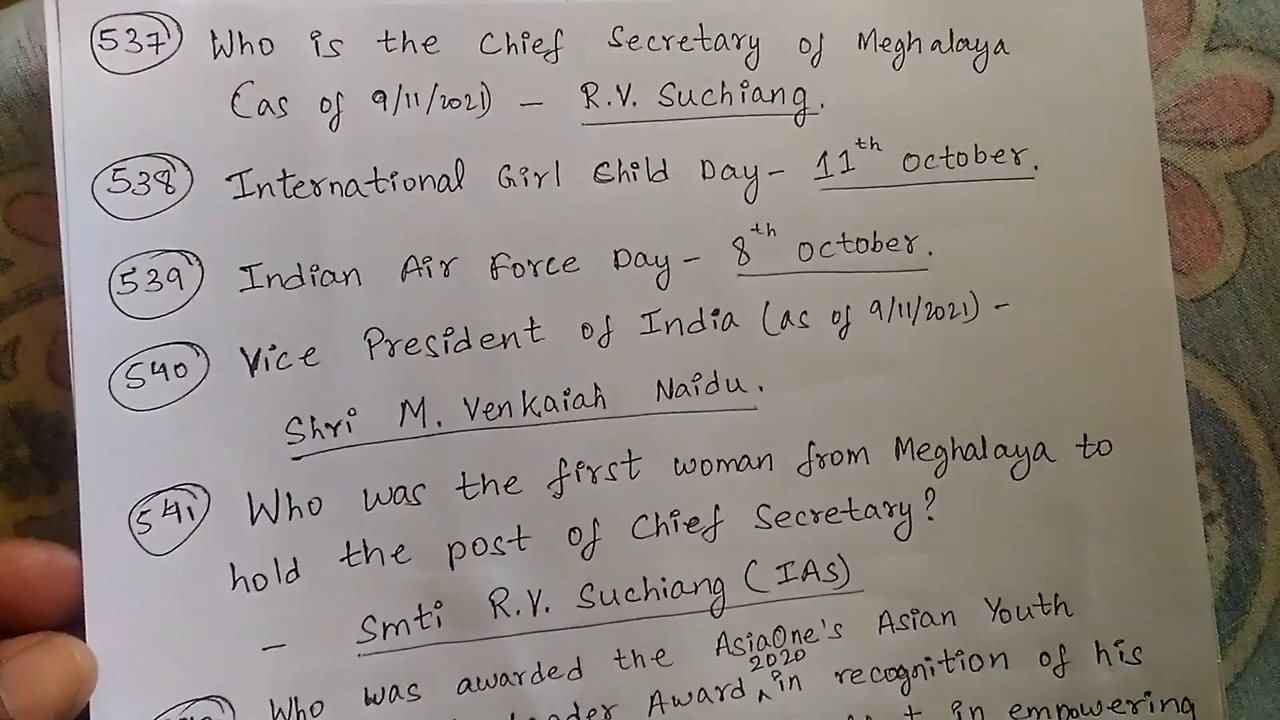 537 Who is the Chief Secretary of Meghalaya
(as of 9/11/2021) – R.V. Suchiang.
538 International Girl Child Day – 11th October.
539 Indian Air Force Day – 8th October.
540 Vice President of India (as of 9/11/2021) –
Shri M. Venkaiah Naidu.
541 Who was the first woman from Meghalaya to
hold the post of Chief Secretary?
– Smti R.V. Suchiang (IAS)
Who was awarded the AsiaOne's Asian Youth
Award ^ 2020 in recognition of his
in empowering